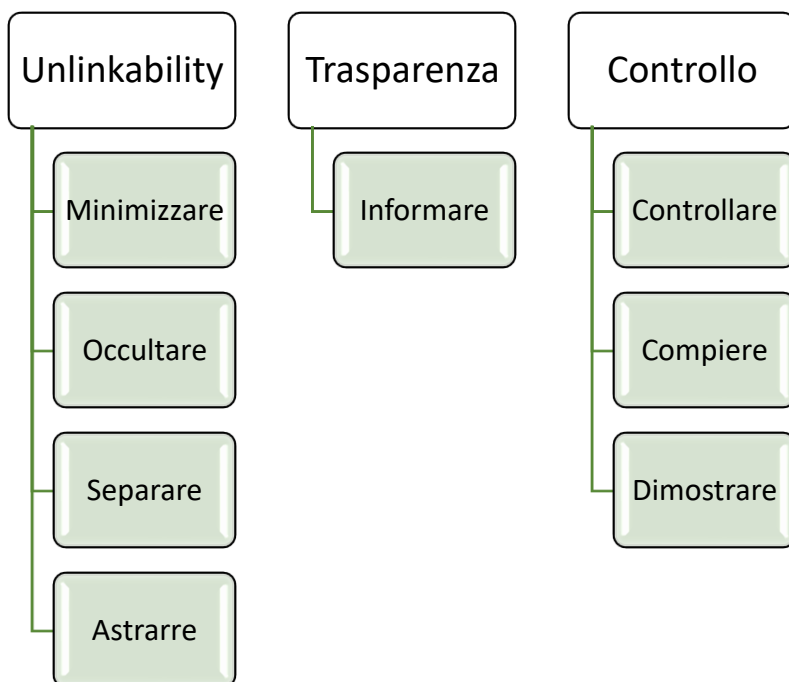 Unlinkability
Minimizzare
Occultare
Separare
Astrarre
Trasparenza
Informare
Controllo
Controllare
Compiere
Dimostrare